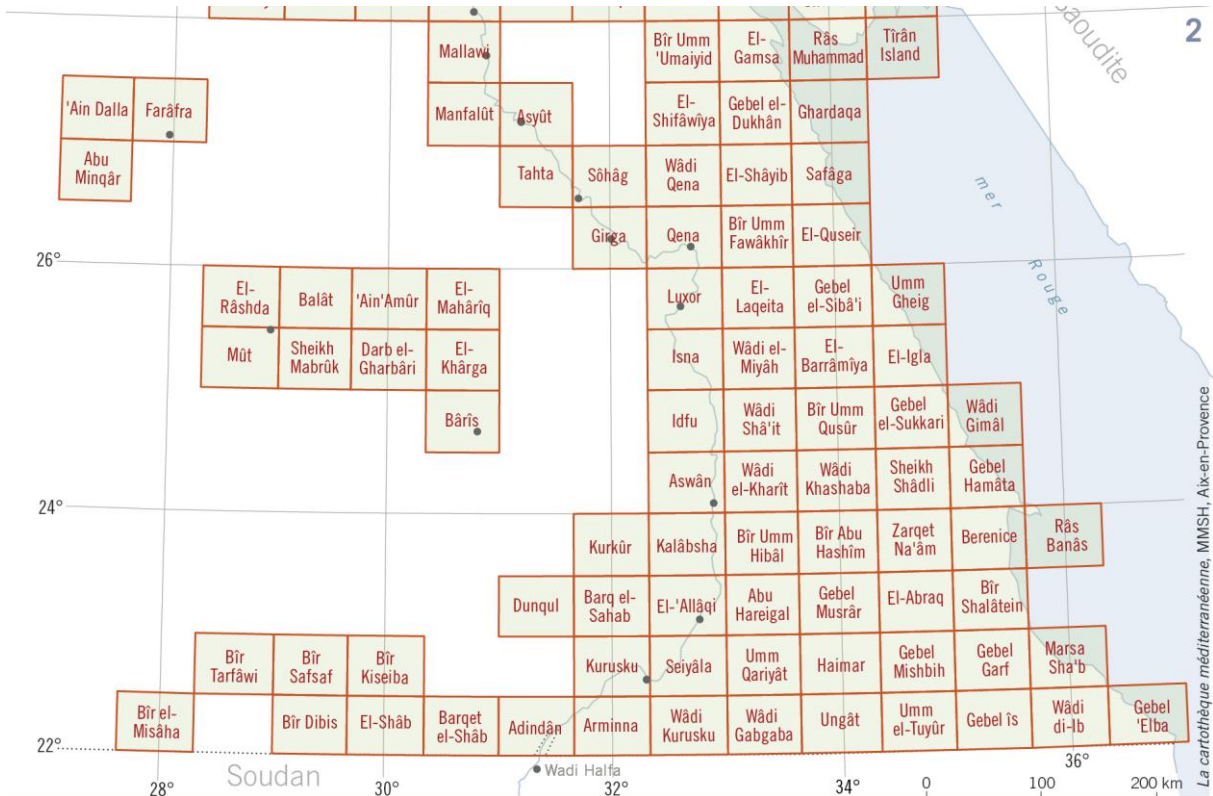 2
Saoudite
Mallawi
Bîr Umm
'Umaiyid
El-
Gamsa
Râs
Muhammad
Tîrân
Island
'Ain Dalla
Farâfra
Manfalût
Asyût
El-
Shifâwîya
Gebel el-
Dukhân
Ghardaqa
Abu
Minqâr
Tahta
Sôhâg
Wâdi
Qena
El-Shâyib
Safâga
mer
Rouge
Girga
Qena
Bîr Umm
Fawâkhîr
El-Quseir
26°
El-
Râshda
Balât
'Ain'Amûr
El-
Mahârîq
Luxor
El-
Laqeita
Gebel
el-Sibâ'i
Umm
Gheig
Mût
Sheikh
Mabrûk
Darb el-
Gharbâri
El-
Khârga
Isna
Wâdi el-
Miyâh
El-
Barrâmîya
El-Igla
Bârîs
Idfu
Wâdi
Shâ'it
Bîr Umm
Qusûr
Gebel
el-Sukkari
Wâdi
Gimâl
Aswân
Wâdi
el-Kharît
Wâdi
Khashaba
Sheikh
Shâdli
Gebel
Hamâta
24°
Kurkûr
Kalâbsha
Bîr Umm
Hibâl
Bîr Abu
Hashîm
Zarqet
Na'âm
Berenice
Râs
Banâs
Dunqul
Barq el-
Sahab
El-'Allâqi
Abu
Hareigal
Gebel
Musrâr
El-Abraq
Bîr
Shalâtein
Bîr
Tarfâwi
Bîr
Safsaf
Bîr
Kiseiba
Kurusku
Seiyâla
Umm
Qariyât
Haimar
Gebel
Mishbih
Gebel
Garf
Marsa
Sha'b
Bîr el-
Misâha
Bîr Dibis
El-Shâb
Barqet
el-Shâb
Adindân
Arminna
Wâdi
Kurusku
Wâdi
Gabgaba
Ungât
Umm
el-Tuyûr
Gebel îs
Wâdi
di-Ib
Gebel
'Elba
22°
Soudan
Wadi Halfa
28°
30°
32°
34°
36°
0
100
200 km
La cartothèque méditerranéenne, MMSH, Aix-en-Provence